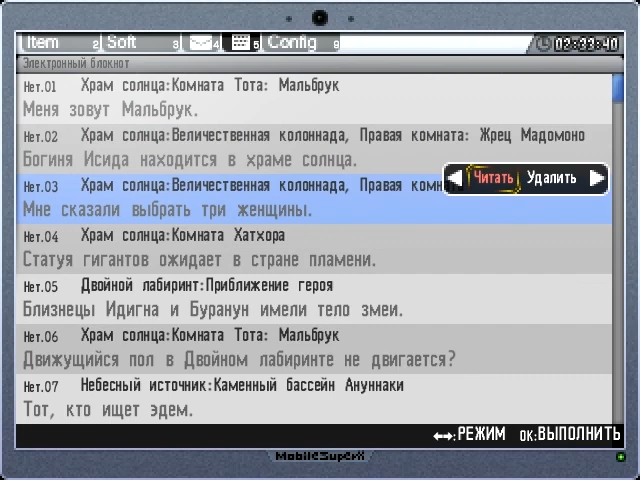 Item 2 Soft 3 4 5 Config 6 02:33:40
Электронный блокнот
Нет.01 Храм солнца:Комната Тота: Мальбрук
Меня зовут Мальбрук.
Нет.02 Храм солнца:Величественная колоннада, Правая комната: Жрец Мадомоно
Богиня Исида находится в храме солнца.
Нет.03 Храм солнца:Величественная колоннада, Правая
Читать Удалить
Мне сказали выбрать три женщины.
Нет.04 Храм солнца:Комната Хатхора
Статуя гигантов ожидает в стране пламени.
Нет.05 Двойной лабиринт:Приближение героя
Близнецы Идигна и Буранун имели тело змеи.
Нет.06 Храм солнца:Комната Тота: Мальбрук
Движущийся пол в Двойном лабиринте не двигается?
Нет.07 Небесный источник:Каменный бассейн Ануннаки
Тот, кто ищет эдем.
↔:РЕЖИМ OK:ВЫПОЛНИТЬ
MobileSuperX